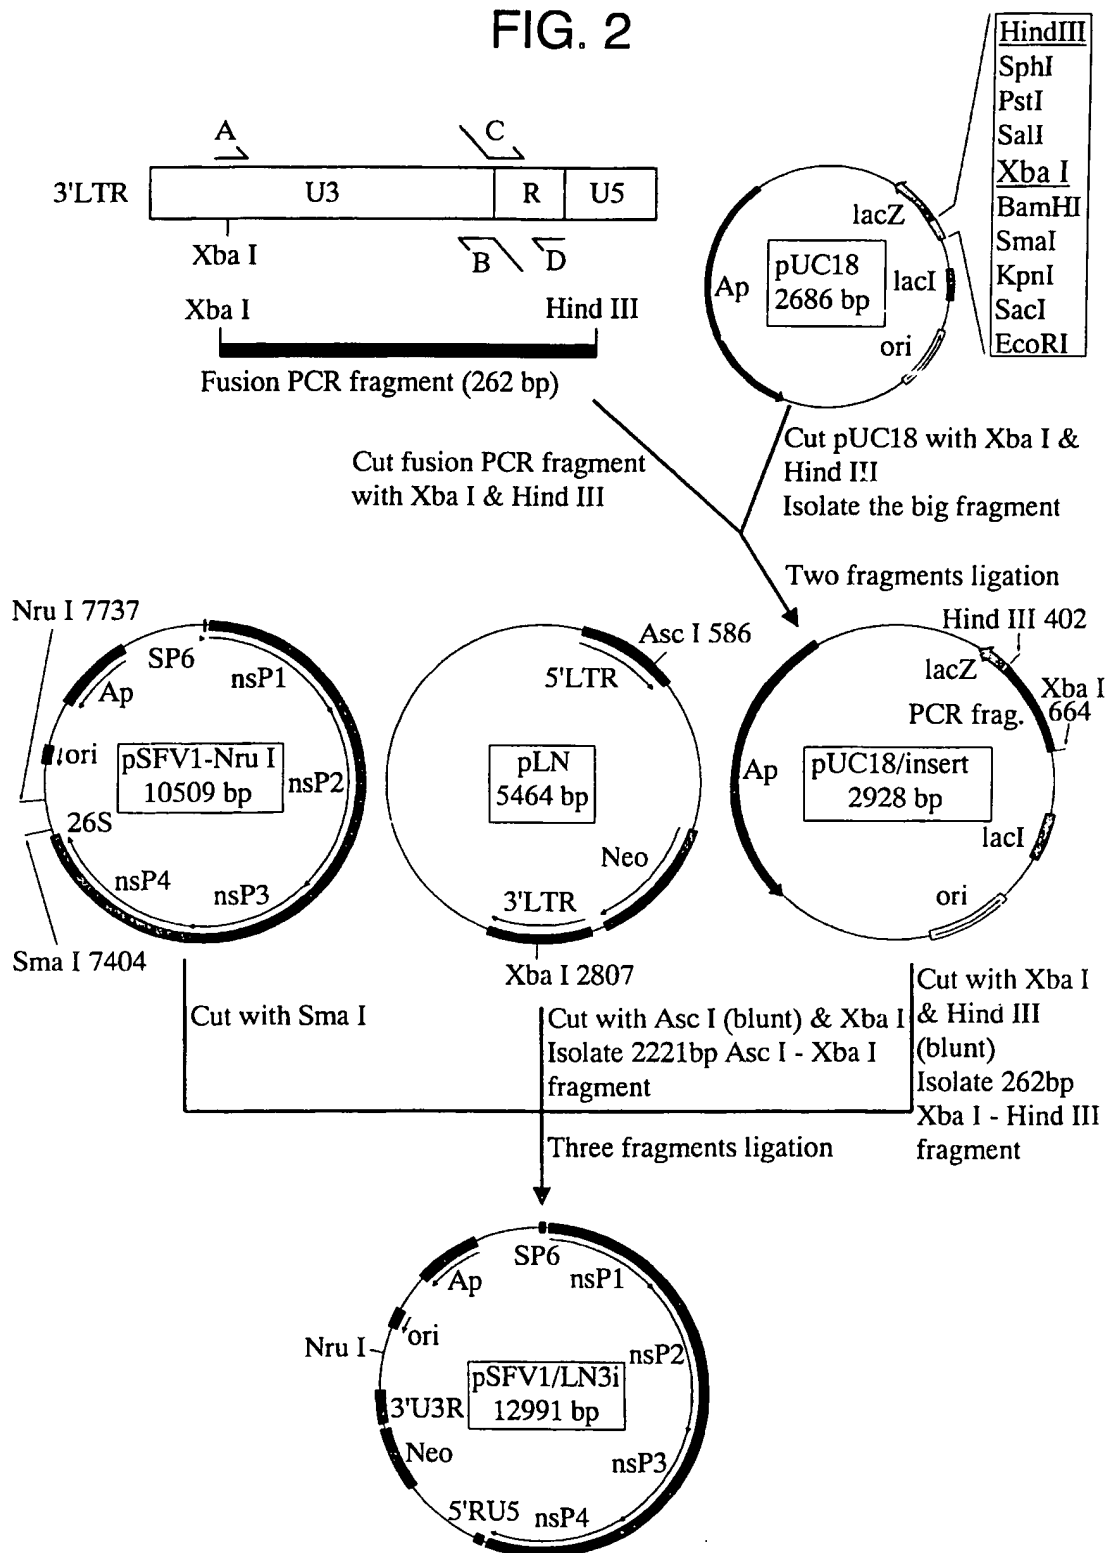 FIG. 2
HindIII
SphI
PstI
SalI
Xba I
BamHI
SmaI
KpnI
SacI
EcoRI
A
C
3'LTR
U3
R
U5
Xba I
B
D
Xba I
Hind III
Fusion PCR fragment (262 bp)
lacZ
pUC18
2686 bp
Ap
lacI
ori
Cut fusion PCR fragment
with Xba I & Hind III
Cut pUC18 with Xba I &
Hind III
Isolate the big fragment
Two fragments ligation
Nru I 7737
SP6
nsP1
Ap
ori
pSFV1-Nru I
10509 bp
nsP2
26S
nsP4
nsP3
Sma I 7404
Asc I 586
5'LTR
pLN
5464 bp
Neo
3'LTR
Xba I 2807
Hind III 402
lacZ
Xba I
664
PCR frag.
Ap
pUC18/insert
2928 bp
lacI
ori
Cut with Sma I
Cut with Asc I (blunt) & Xba I
Isolate 2221bp Asc I - Xba I
fragment
Cut with Xba I
& Hind III
(blunt)
Isolate 262bp
Xba I - Hind III
fragment
Three fragments ligation
SP6
nsP1
Ap
ori
Nru I
nsP2
pSFV1/LN3i
12991 bp
3'U3R
Neo
nsP3
5'RU5
nsP4